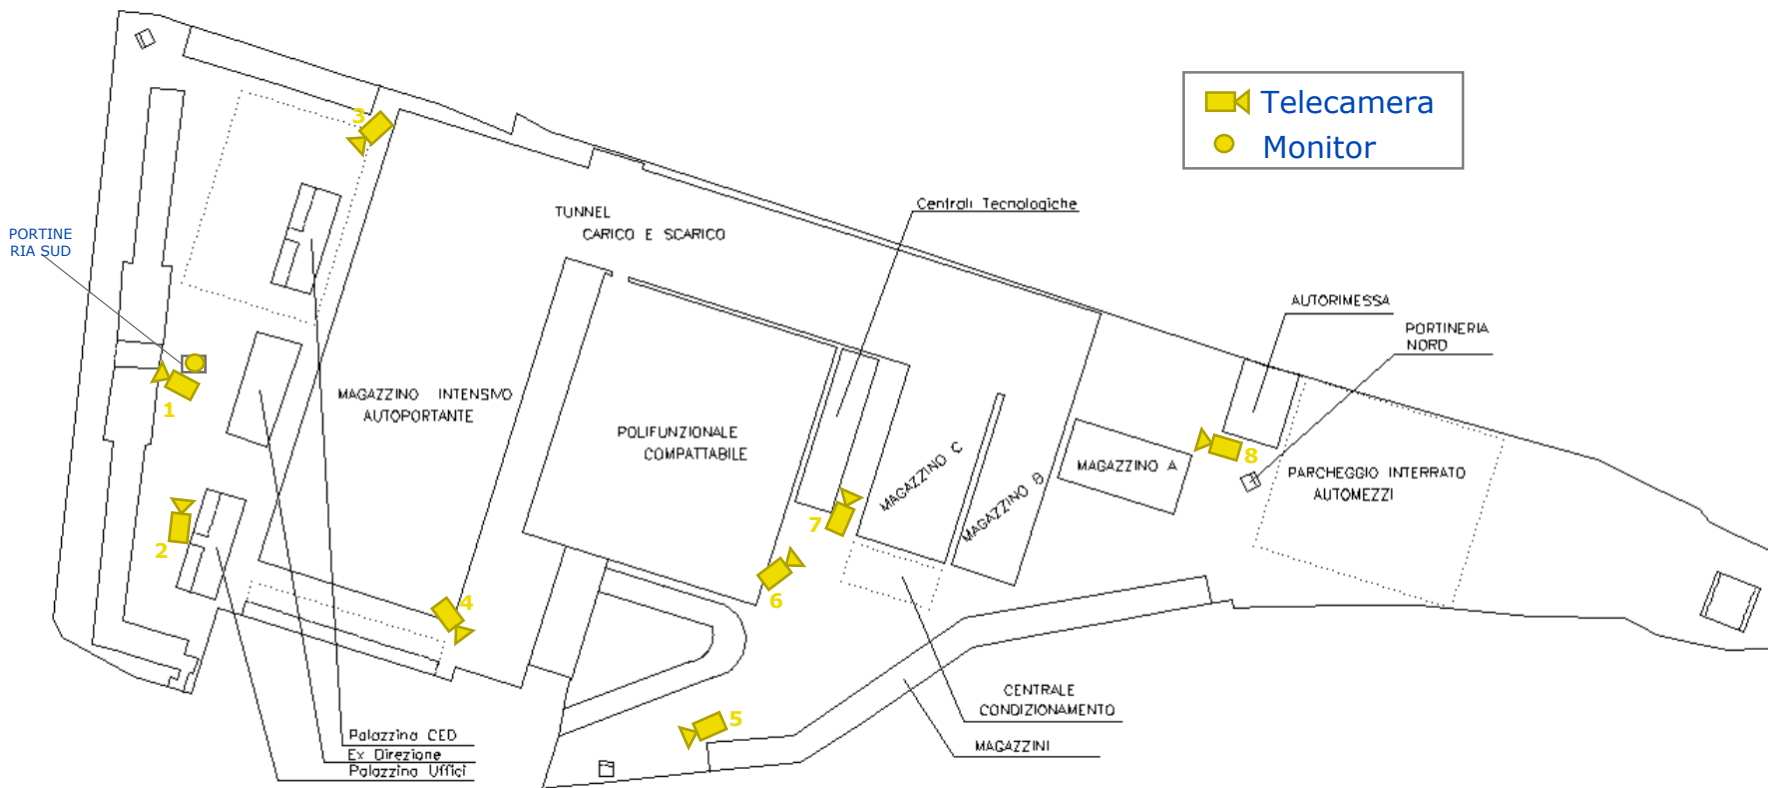 3
Telecamera
Monitor
Centrali Tecnologiche
TUNNEL
CARICO E SCARICO
PORTINE
RIA SUD
AUTORIMESSA
PORTINERIA
NORD
MAGAZZINO INTENSIVO
AUTOPORTANTE
1
POLIFUNZIONALE
COMPATTABILE
MAGAZZINO C
MAGAZZINO B
MAGAZZINO A
8
PARCHEGGIO INTERRATO
AUTOMEZZI
7
2
6
4
CENTRALE
CONDIZIONAMENTO
5
MAGAZZINI
Palazzina CED
Ex Direzione
Palazzina Uffici